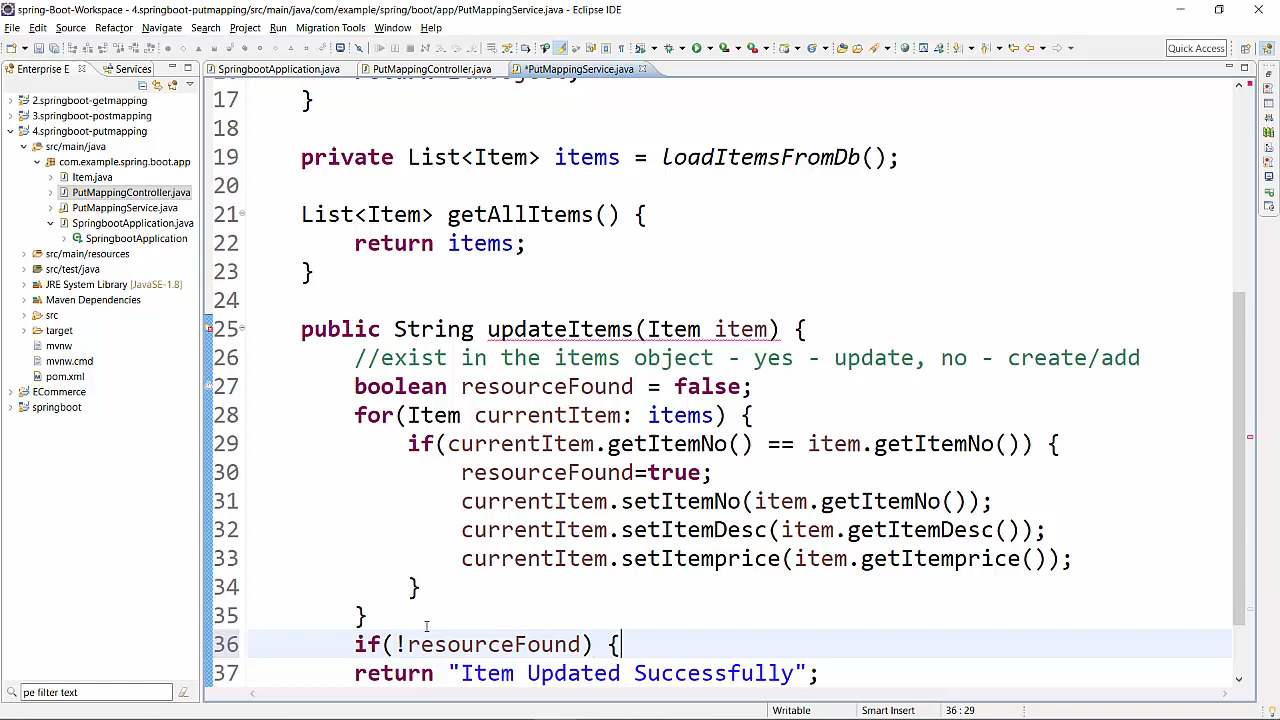 spring-Boot-Workspace - 4.springboot-putmapping/src/main/java/com/example/spring/boot/app/PutMappingService.java - Eclipse IDE
File Edit Source Refactor Navigate Search Project Run Migration Tools Window Help
Quick Access
Enterprise E Services
SpringbootApplication.java PutMappingController.java *PutMappingService.java
2.springboot-getmapping
3.springboot-postmapping
4.springboot-putmapping
src/main/java
com.example.spring.boot.app
Item.java
PutMappingController.java
PutMappingService.java
SpringbootApplication.java
SpringbootApplication
src/main/resources
src/test/java
JRE System Library [JavaSE-1.8]
Maven Dependencies
src
target
mvnw
mvnw.cmd
pom.xml
ECommerce
springboot
pe filter text
17 }
18
19 private List<Item> items = loadItemsFromDb();
20
21 List<Item> getAllItems() {
22 return items;
23 }
24
25 public String updateItems(Item item) {
26 //exist in the items object - yes - update, no - create/add
27 boolean resourceFound = false;
28 for(Item currentItem: items) {
29 if(currentItem.getItemNo() == item.getItemNo()) {
30 resourceFound=true;
31 currentItem.setItemNo(item.getItemNo());
32 currentItem.setItemDesc(item.getItemDesc());
33 currentItem.setItemprice(item.getItemprice());
34 }
35 }
36 if(!resourceFound) {
37 return "Item Updated Successfully";
Writable Smart Insert 36 : 29